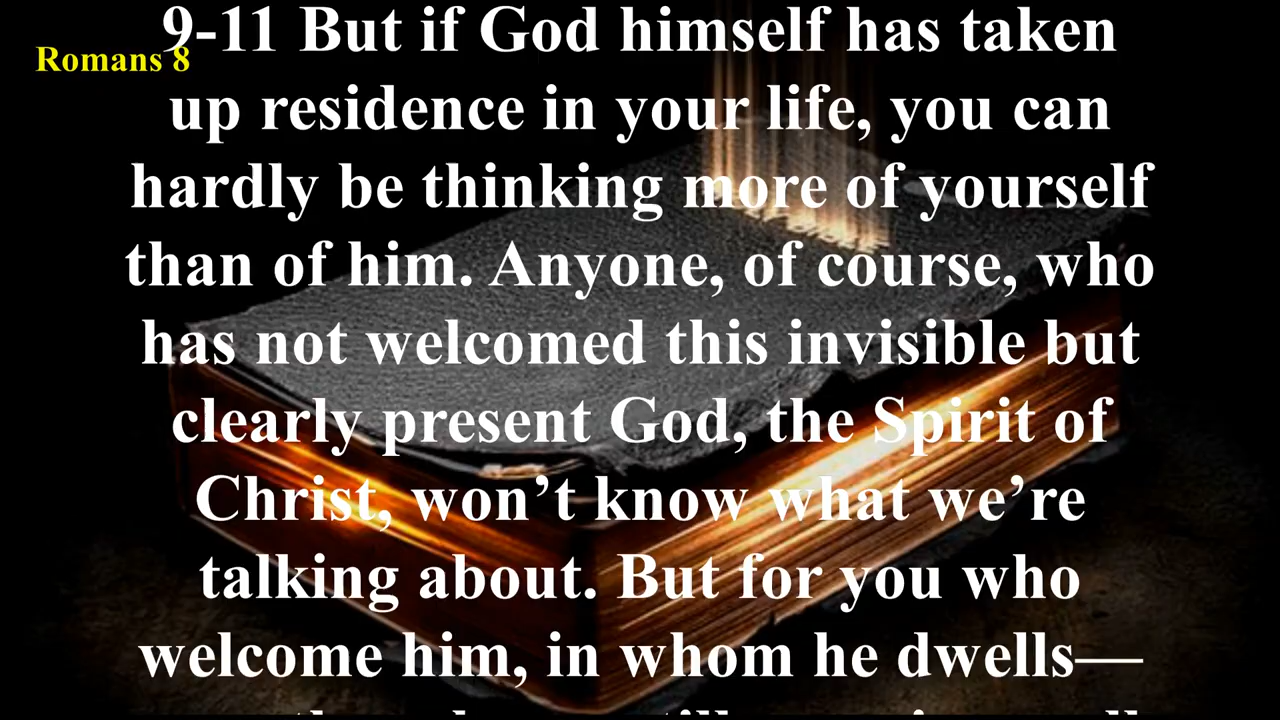 Romans 8
9-11 But if God himself has taken
up residence in your life, you can
hardly be thinking more of yourself
than of him. Anyone, of course, who
has not welcomed this invisible but
clearly present God, the Spirit of
Christ, won’t know what we’re
talking about. But for you who
welcome him, in whom he dwells—